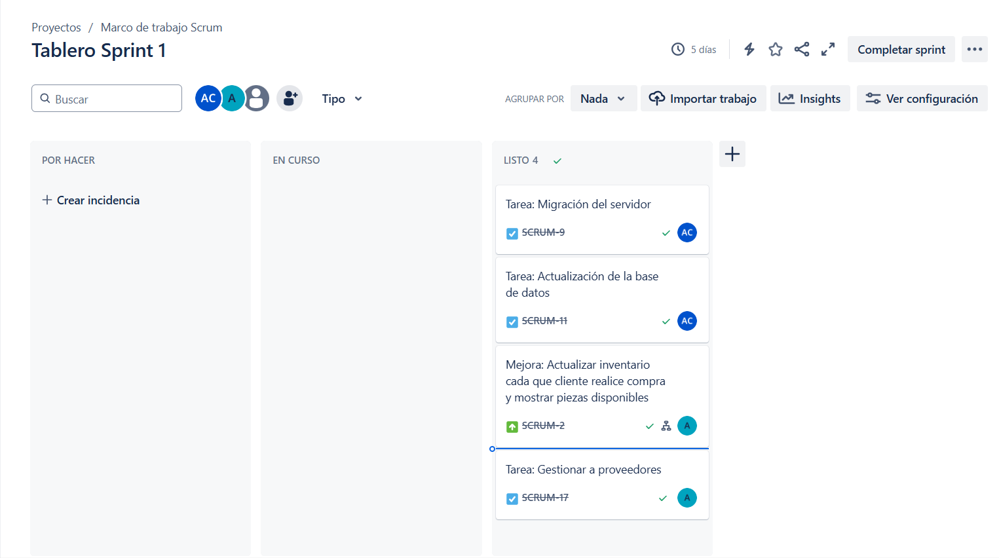 Proyectos / Marco de trabajo Scrum
Tablero Sprint 1
5 días
Completar sprint
Buscar
AC A
Tipo
AGRUPAR POR
Nada
Importar trabajo
Insights
Ver configuración
POR HACER
Crear incidencia
EN CURSO
LISTO 4
Tarea: Migración del servidor
SCRUM-9
AC
Tarea: Actualización de la base
de datos
SCRUM-11
AC
Mejora: Actualizar inventario
cada que cliente realice compra
y mostrar piezas disponibles
SCRUM-2
A
Tarea: Gestionar a proveedores
SCRUM-17
A